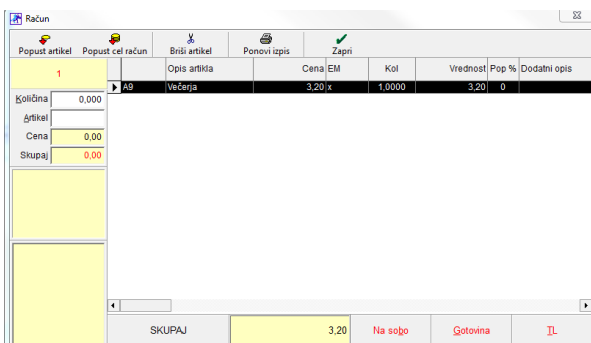 Račun
Popust artikel Popust cel račun Briši artikel Ponovi izpis Zapri
1
Opis artikla Cena EM Kol Vrednost Pop % Dodatni opis
A9 Večerja 3,20 x 1,0000 3,20 0
Količina 0,000
Artikel
Cena 0,00
Skupaj 0,00
SKUPAJ 3,20 Na sobo Gotovina TL